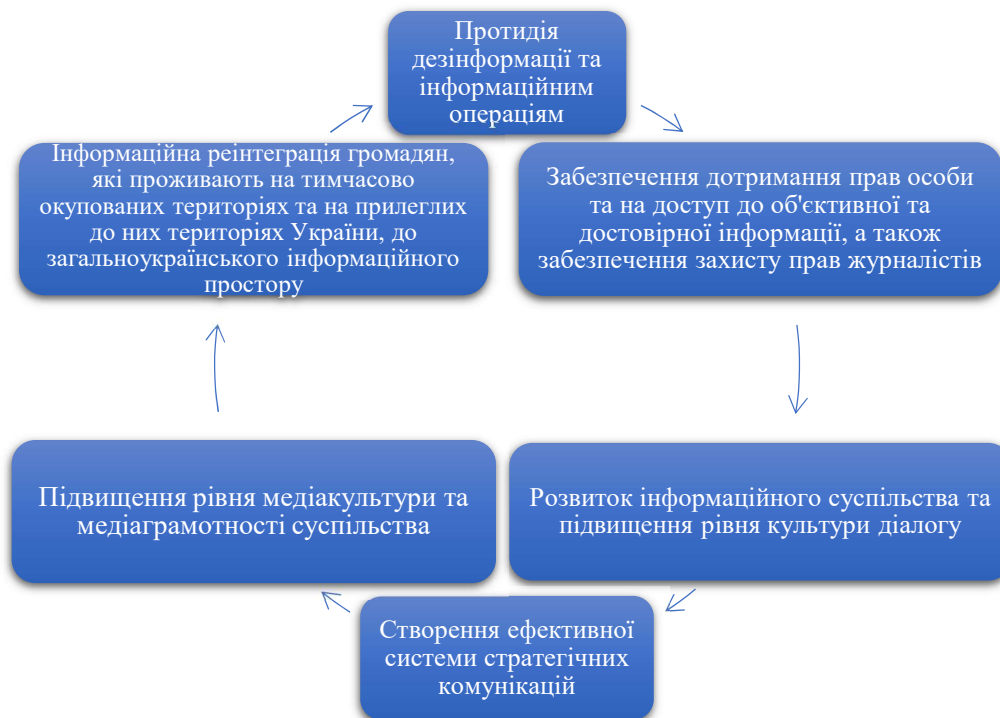 Протидія
дезінформації та
інформаційним
операціям
Інформаційна реінтеграція громадян,
які проживають на тимчасово
окупованих територіях та на прилеглих
до них територіях України, до
загальноукраїнського інформаційного
простору
Забезпечення дотримання прав особи
та на доступ до об'єктивної та
достовірної інформації, а також
забезпечення захисту прав журналістів
Підвищення рівня медіакультури та
медіаграмотності суспільства
Розвиток інформаційного суспільства та
підвищення рівня культури діалогу
Створення ефективної
системи стратегічних
комунікацій